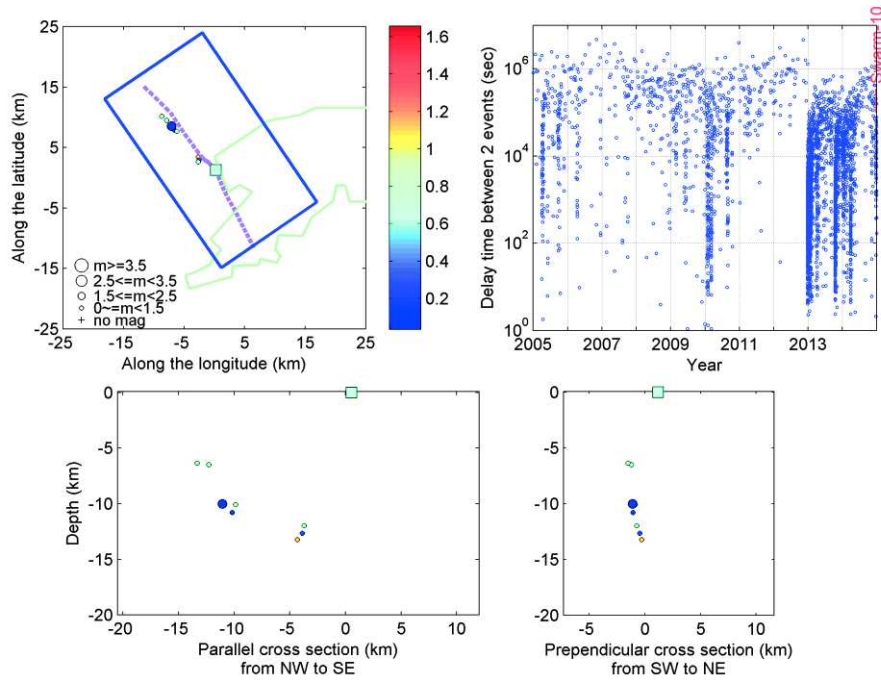 25
15
5
-5
-15
-25
Along the latitude (km)
m>=3.5
2.5<=m<3.5
1.5<=m<2.5
0~=m<1.5
no mag
-25 -15 -5 5 15 25
Along the longitude (km)
1.6
1.4
1.2
1
0.8
0.6
0.4
0.2
Swarm-10
10^6
10^4
10^2
10^0
Delay time between 2 events (sec)
2005 2007 2009 2011 2013
Year
0
-5
-10
-15
-20
Depth (km)
-20 -15 -10 -5 0 5 10
Parallel cross section (km)
from NW to SE
0
-5
-10
-15
-20
-5 0 5 10
Prependicular cross section (km)
from SW to NE